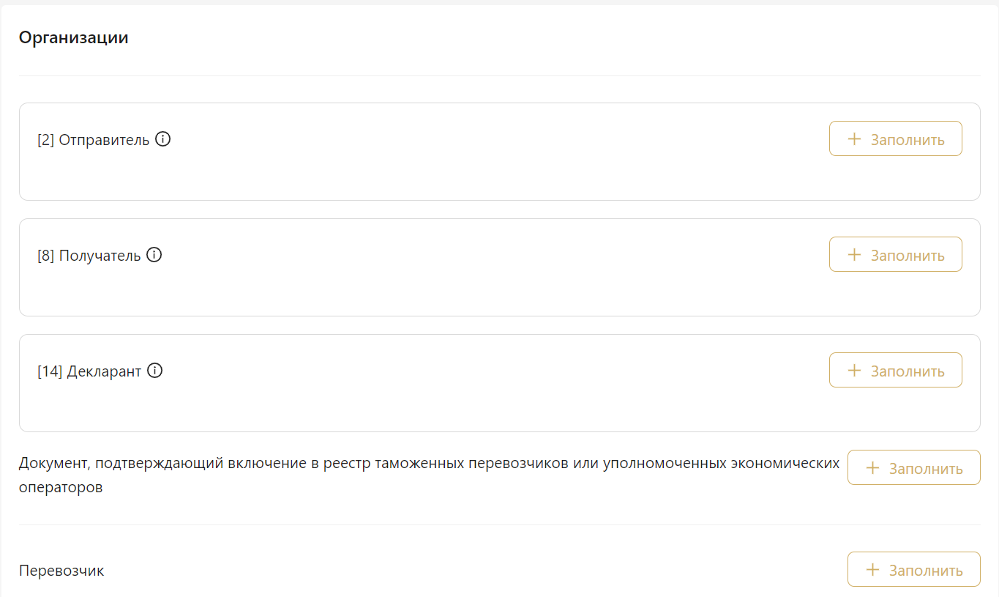 Организации
[2] Отправитель
Заполнить
[8] Получатель
Заполнить
[14] Декларант
Заполнить
Документ, подтверждающий включение в реестр таможенных перевозчиков или уполномоченных экономических
операторов
Заполнить
Перевозчик
Заполнить